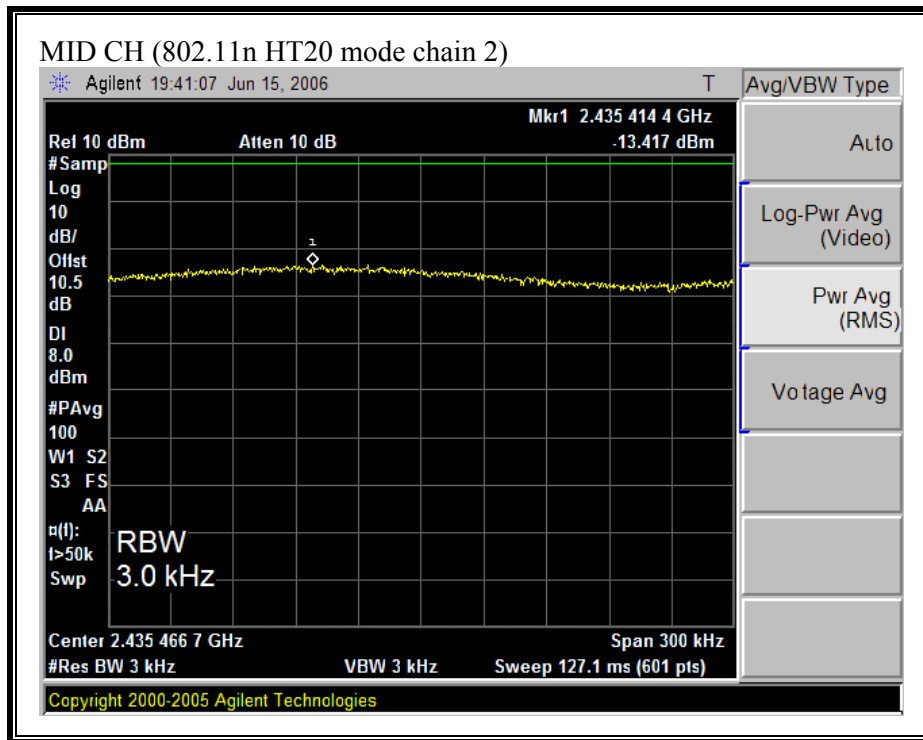 MID CH (802.11n HT20 mode chain 2)
Agilent 19:41:07 Jun 15, 2006 T
Avg/VBW Type
Mkr1 2.435 414 4 GHz
Ref 10 dBm Atten 10 dB -13.417 dBm
#Samp
Log
10
dB/
Offst
10.5
dB
DI
8.0
dBm
#PAvg
100
W1 S2
S3 FS
AA
¤(f):
f>50k
Swp
1
RBW
3.0 kHz
Center 2.435 466 7 GHz Span 300 kHz
#Res BW 3 kHz VBW 3 kHz Sweep 127.1 ms (601 pts)
Copyright 2000-2005 Agilent Technologies
Auto
Log-Pwr Avg
(Video)
Pwr Avg
(RMS)
Voltage Avg